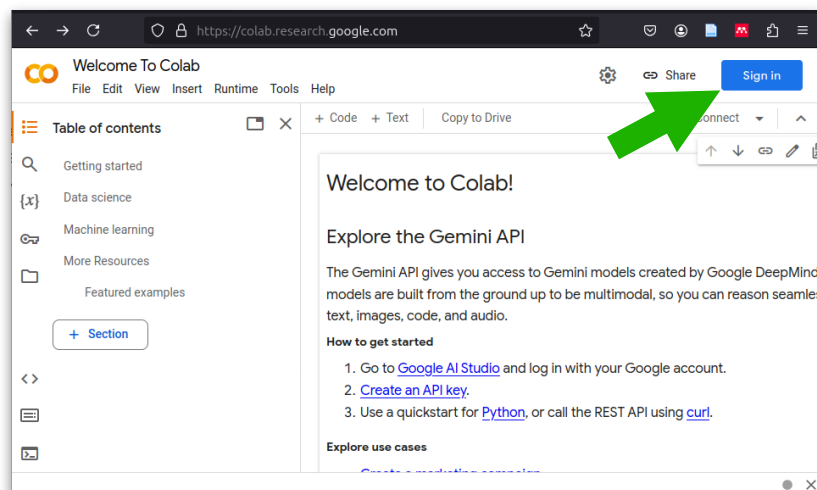 https://colab.research.google.com
Welcome To Colab
File Edit View Insert Runtime Tools Help
Share
Sign in
Table of contents
+ Code + Text Copy to Drive
Getting started
Data science
{x}
Machine learning
More Resources
Featured examples
+ Section
Welcome to Colab!
Explore the Gemini API
The Gemini API gives you access to Gemini models created by Google DeepMind
models are built from the ground up to be multimodal, so you can reason
text, images, code, and audio.
How to get started
1. Go to Google AI Studio and log in with your Google account.
2. Create an API key.
3. Use a quickstart for Python, or call the REST API using curl.
Explore use cases